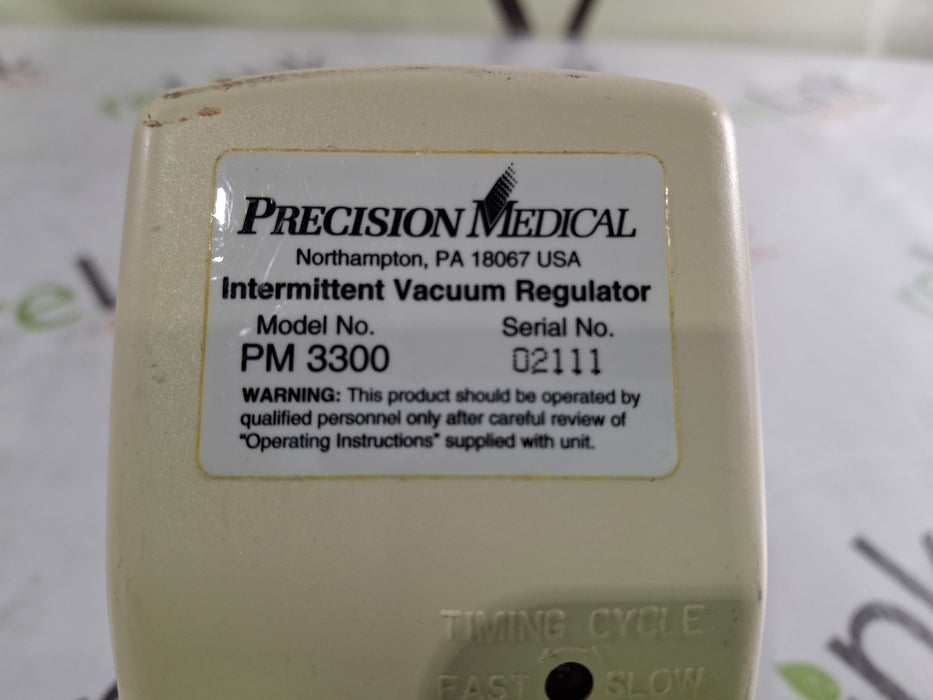 PRECISION MEDICAL
Northampton, PA 18067 USA
Intermittent Vacuum Regulator
Model No. Serial No.
PM 3300 02111
WARNING: This product should be operated by
qualified personnel only after careful review of
"Operating Instructions" supplied with unit.
TIMING CYCLE
FAST SLOW